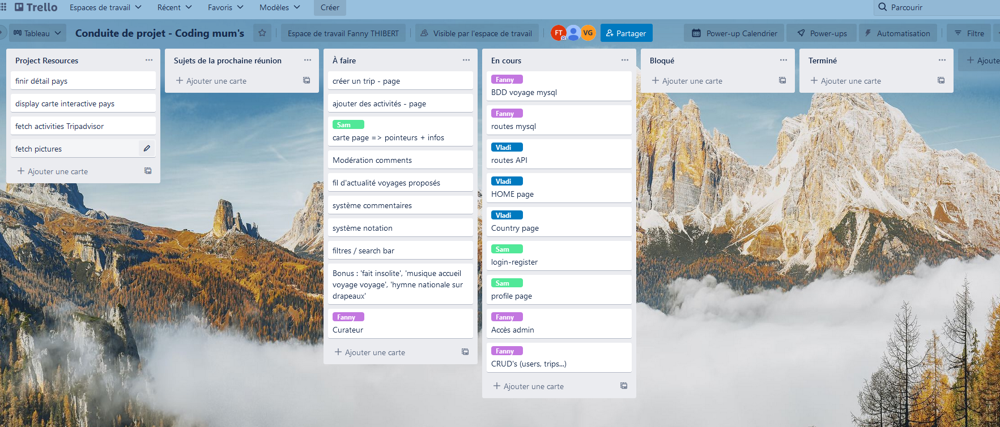 Trello
Espaces de travail
Récent
Favoris
Modèles
Créer
Parcourir
Tableau
Conduite de projet - Coding mum's
Espace de travail Fanny THIBERT
Visible par l'espace de travail
FT
VG
Partager
Power-up Calendrier
Power-ups
Automatisation
Filtre
Project Resources
finir détail pays
display carte interactive pays
fetch activities Tripadvisor
fetch pictures
Ajouter une carte
Sujets de la prochaine réunion
Ajouter une carte
À faire
créer un trip - page
ajouter des activités - page
Sam
carte page => pointeurs + infos
Modération comments
fil d'actualité voyages proposés
système commentaires
système notation
filtres / search bar
Bonus : 'fait insolite', 'musique accueil
voyage voyage', 'hymne nationale sur
drapeaux'
Fanny
Curateur
Ajouter une carte
En cours
Fanny
BDD voyage mysql
Fanny
routes mysql
Vladi
routes API
Vladi
HOME page
Vladi
Country page
Sam
login-register
Sam
profile page
Fanny
Accès admin
Fanny
CRUD's (users, trips...)
Ajouter une carte
Bloqué
Ajouter une carte
Terminé
Ajouter une carte
Ajoute